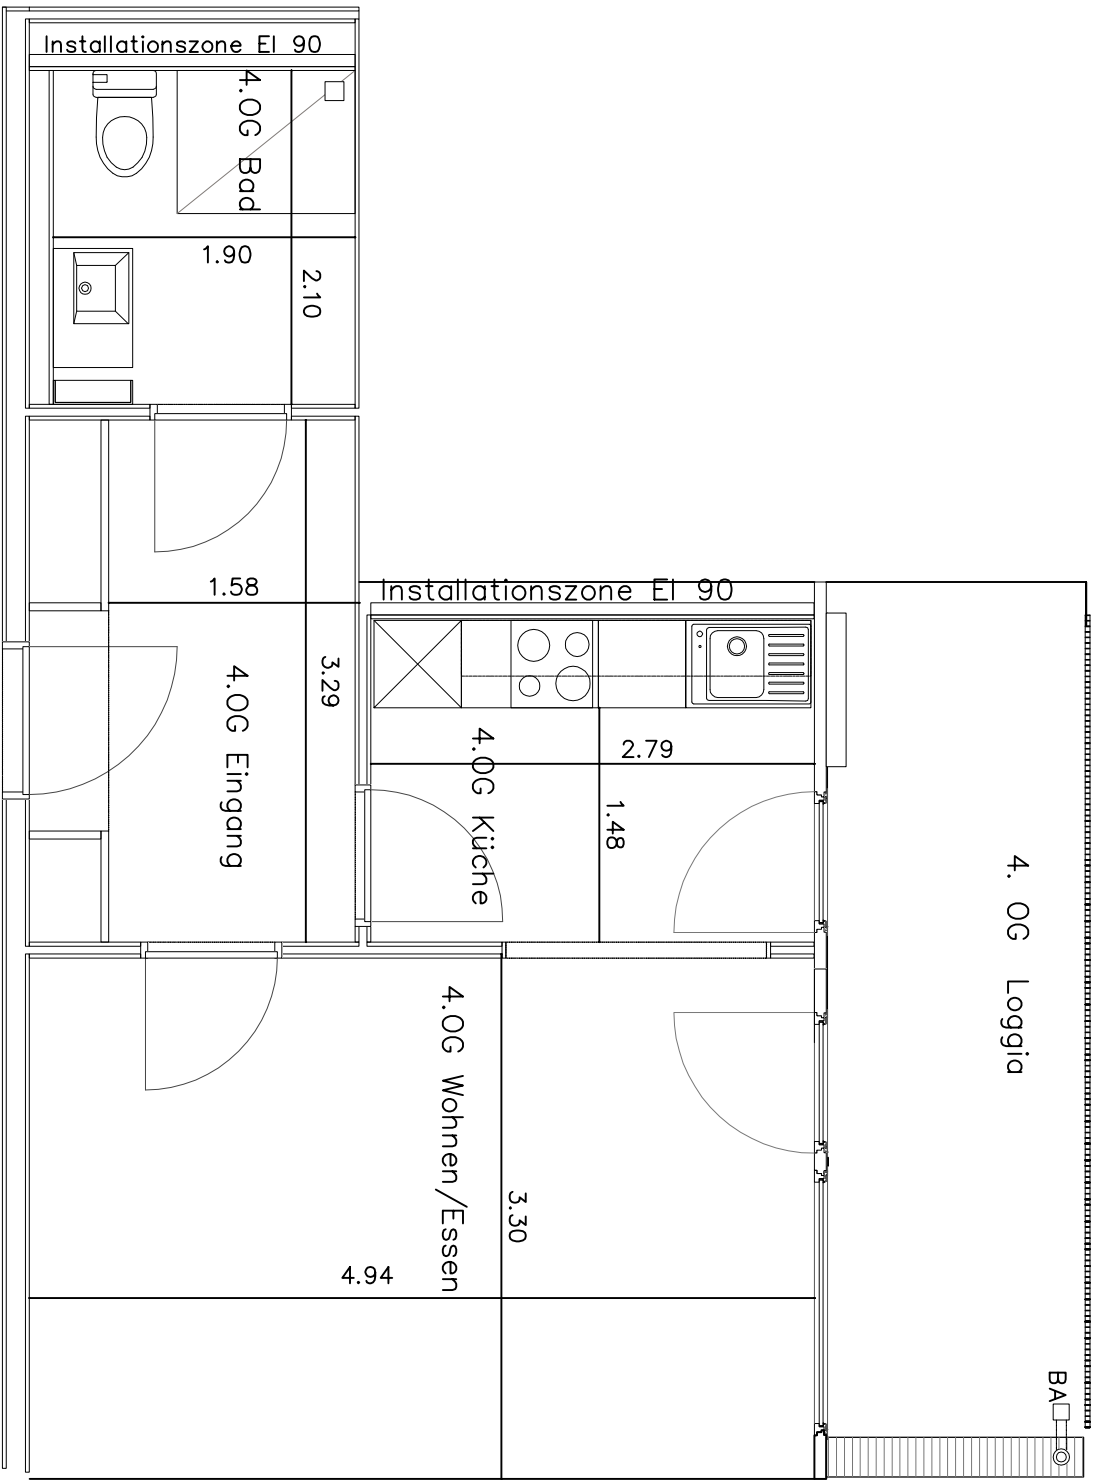 Installationszone EI 90
4.OG Bad
1.90
2.10
1.58
Installationszone EI 90
3.29
4.OG Eingang
4.OG Küche
2.79
1.48
4. OG Loggia
4.OG Wohnen/Essen
3.30
4.94
BA